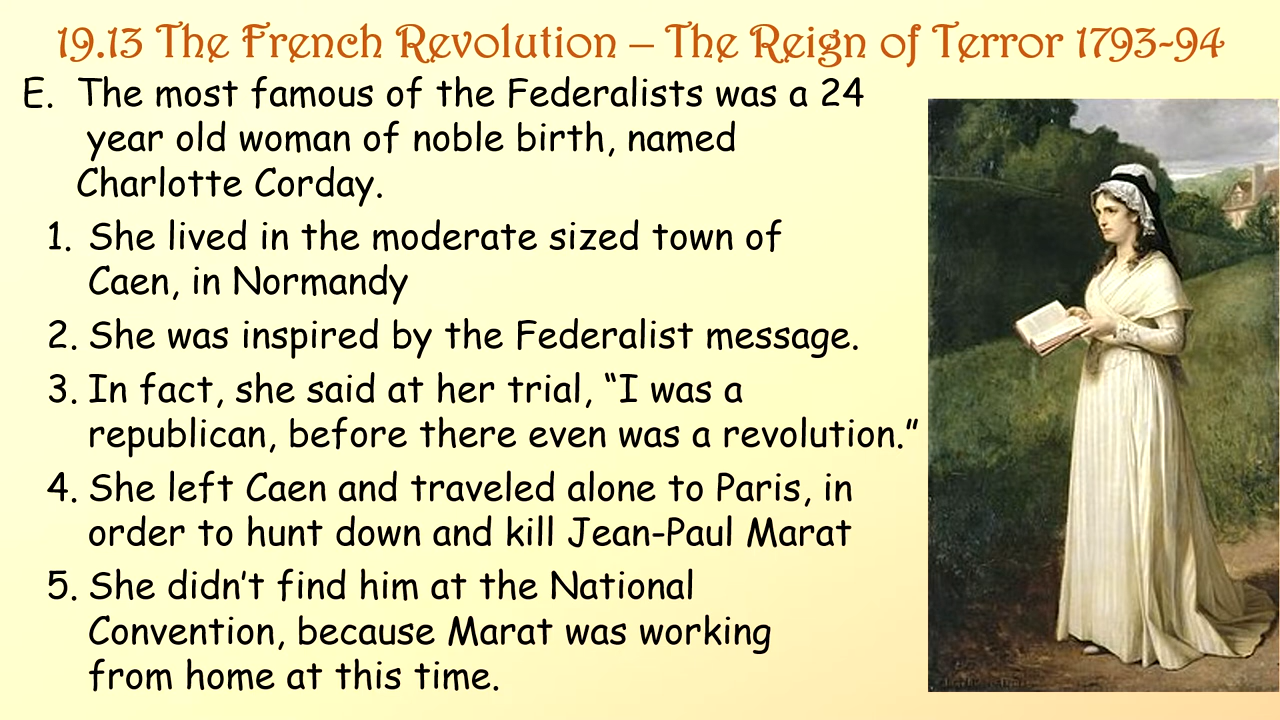 19.13 The French Revolution – The Reign of Terror 1793-94
E. The most famous of the Federalists was a 24
year old woman of noble birth, named
Charlotte Corday.
1. She lived in the moderate sized town of
Caen, in Normandy
2. She was inspired by the Federalist message.
3. In fact, she said at her trial, “I was a
republican, before there even was a revolution.”
4. She left Caen and traveled alone to Paris, in
order to hunt down and kill Jean-Paul Marat
5. She didn’t find him at the National
Convention, because Marat was working
from home at this time.